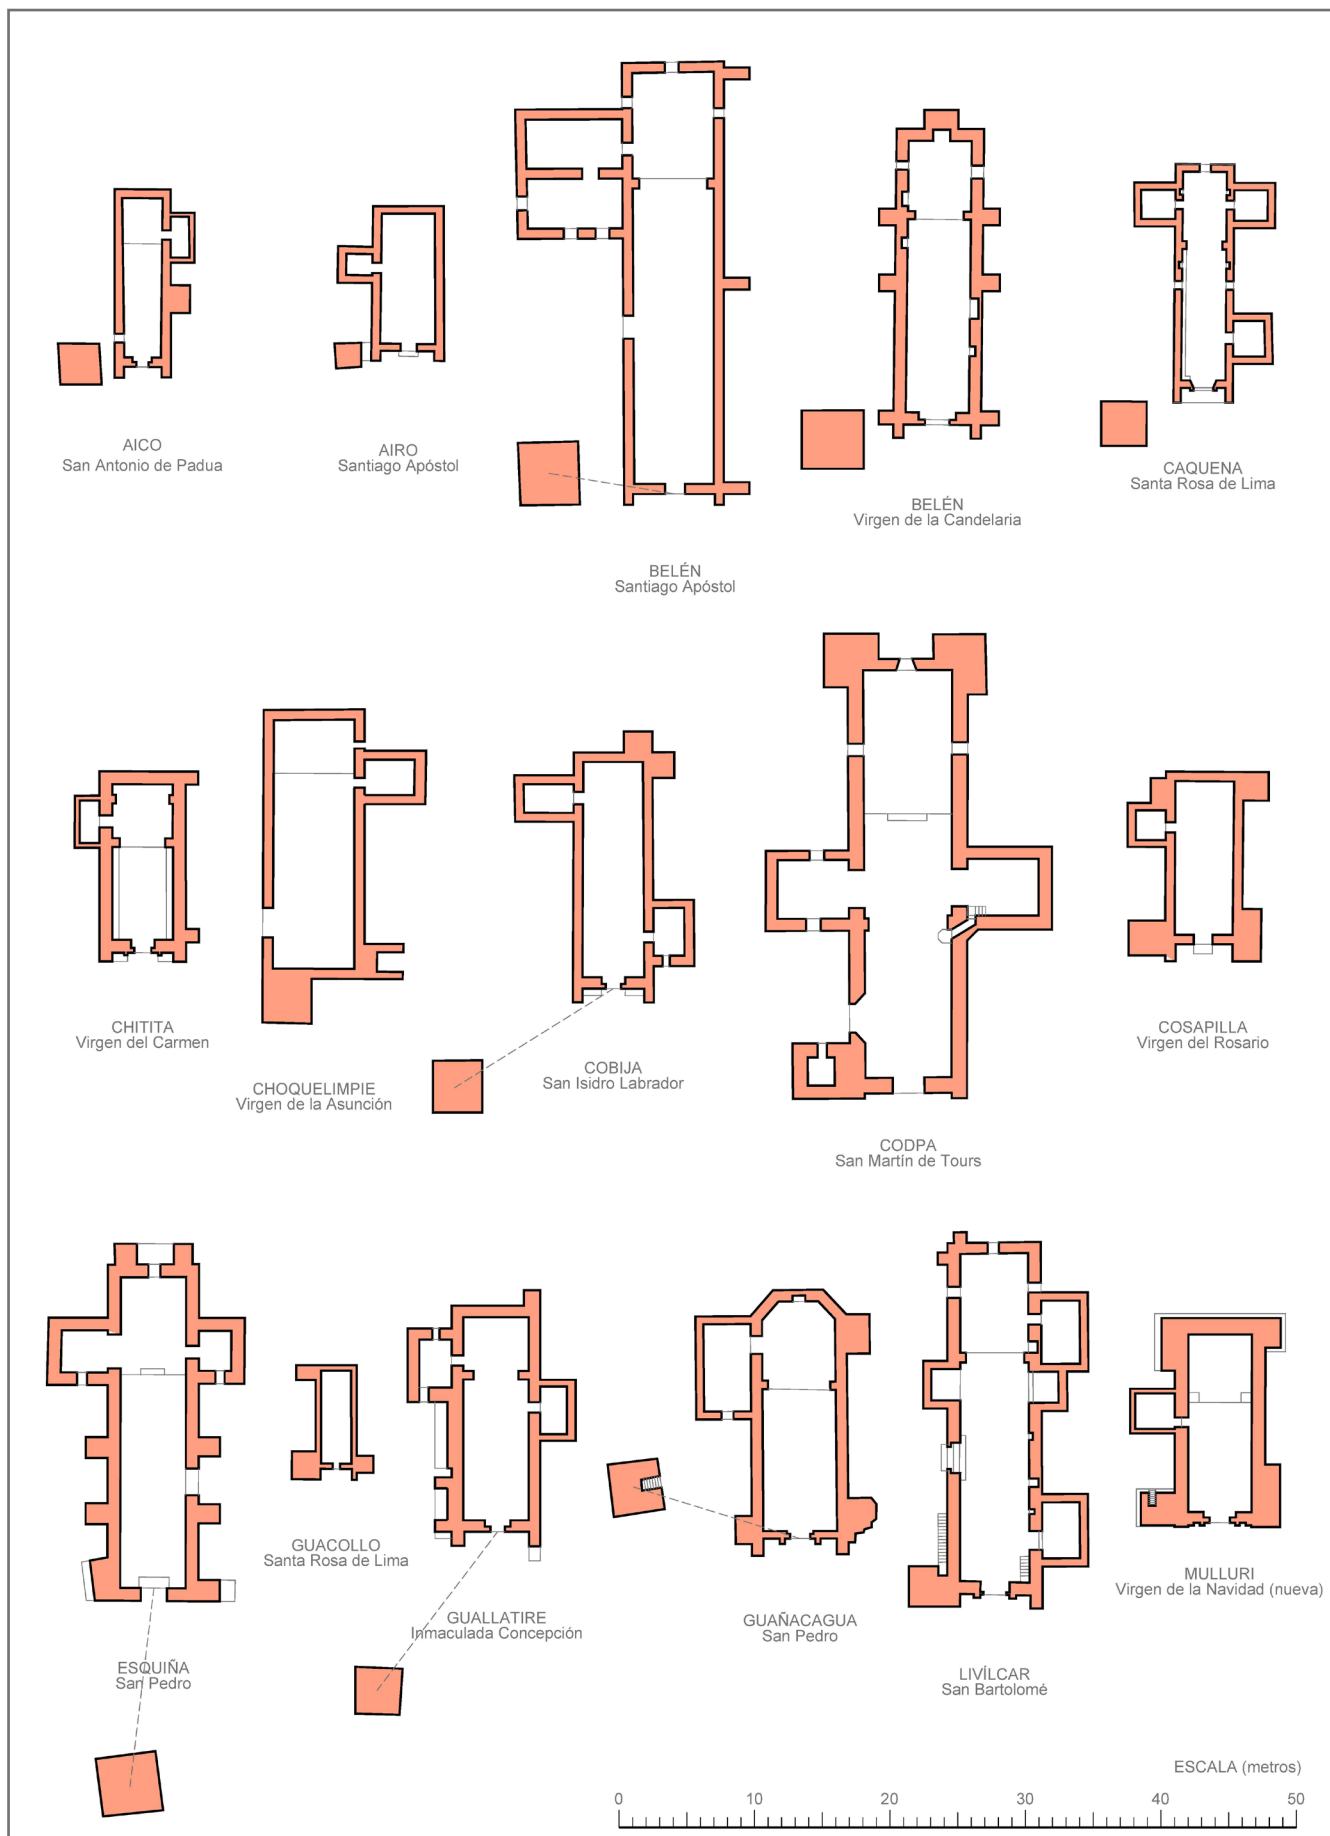 AICO
San Antonio de Padua
AIRO
Santiago Apóstol
BELÉN
Santiago Apóstol
BELÉN
Virgen de la Candelaria
CAQUENA
Santa Rosa de Lima
CHITITA
Virgen del Carmen
CHOQUELIMPIE
Virgen de la Asunción
COBIJA
San Isidro Labrador
CODPA
San Martín de Tours
COSAPILLA
Virgen del Rosario
ESQUIÑA
San Pedro
GUACOLLO
Santa Rosa de Lima
GUALLATIRE
Inmaculada Concepción
GUAÑACAGUA
San Pedro
LIVÍLCAR
San Bartolomé
MULLURI
Virgen de la Navidad (nueva)
ESCALA (metros)
0 10 20 30 40 50